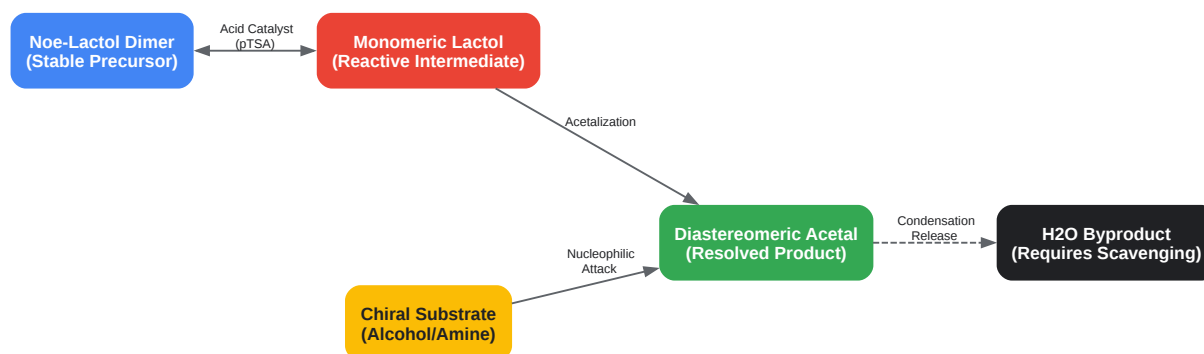 Noe-Lactol Dimer
(Stable Precursor)
Acid Catalyst
(pTSA)
Monomeric Lactol
(Reactive Intermediate)
Acetalization
Diastereomeric Acetal
(Resolved Product)
Condensation
Release
H2O Byproduct
(Requires Scavenging)
Nucleophilic
Attack
Chiral Substrate
(Alcohol/Amine)